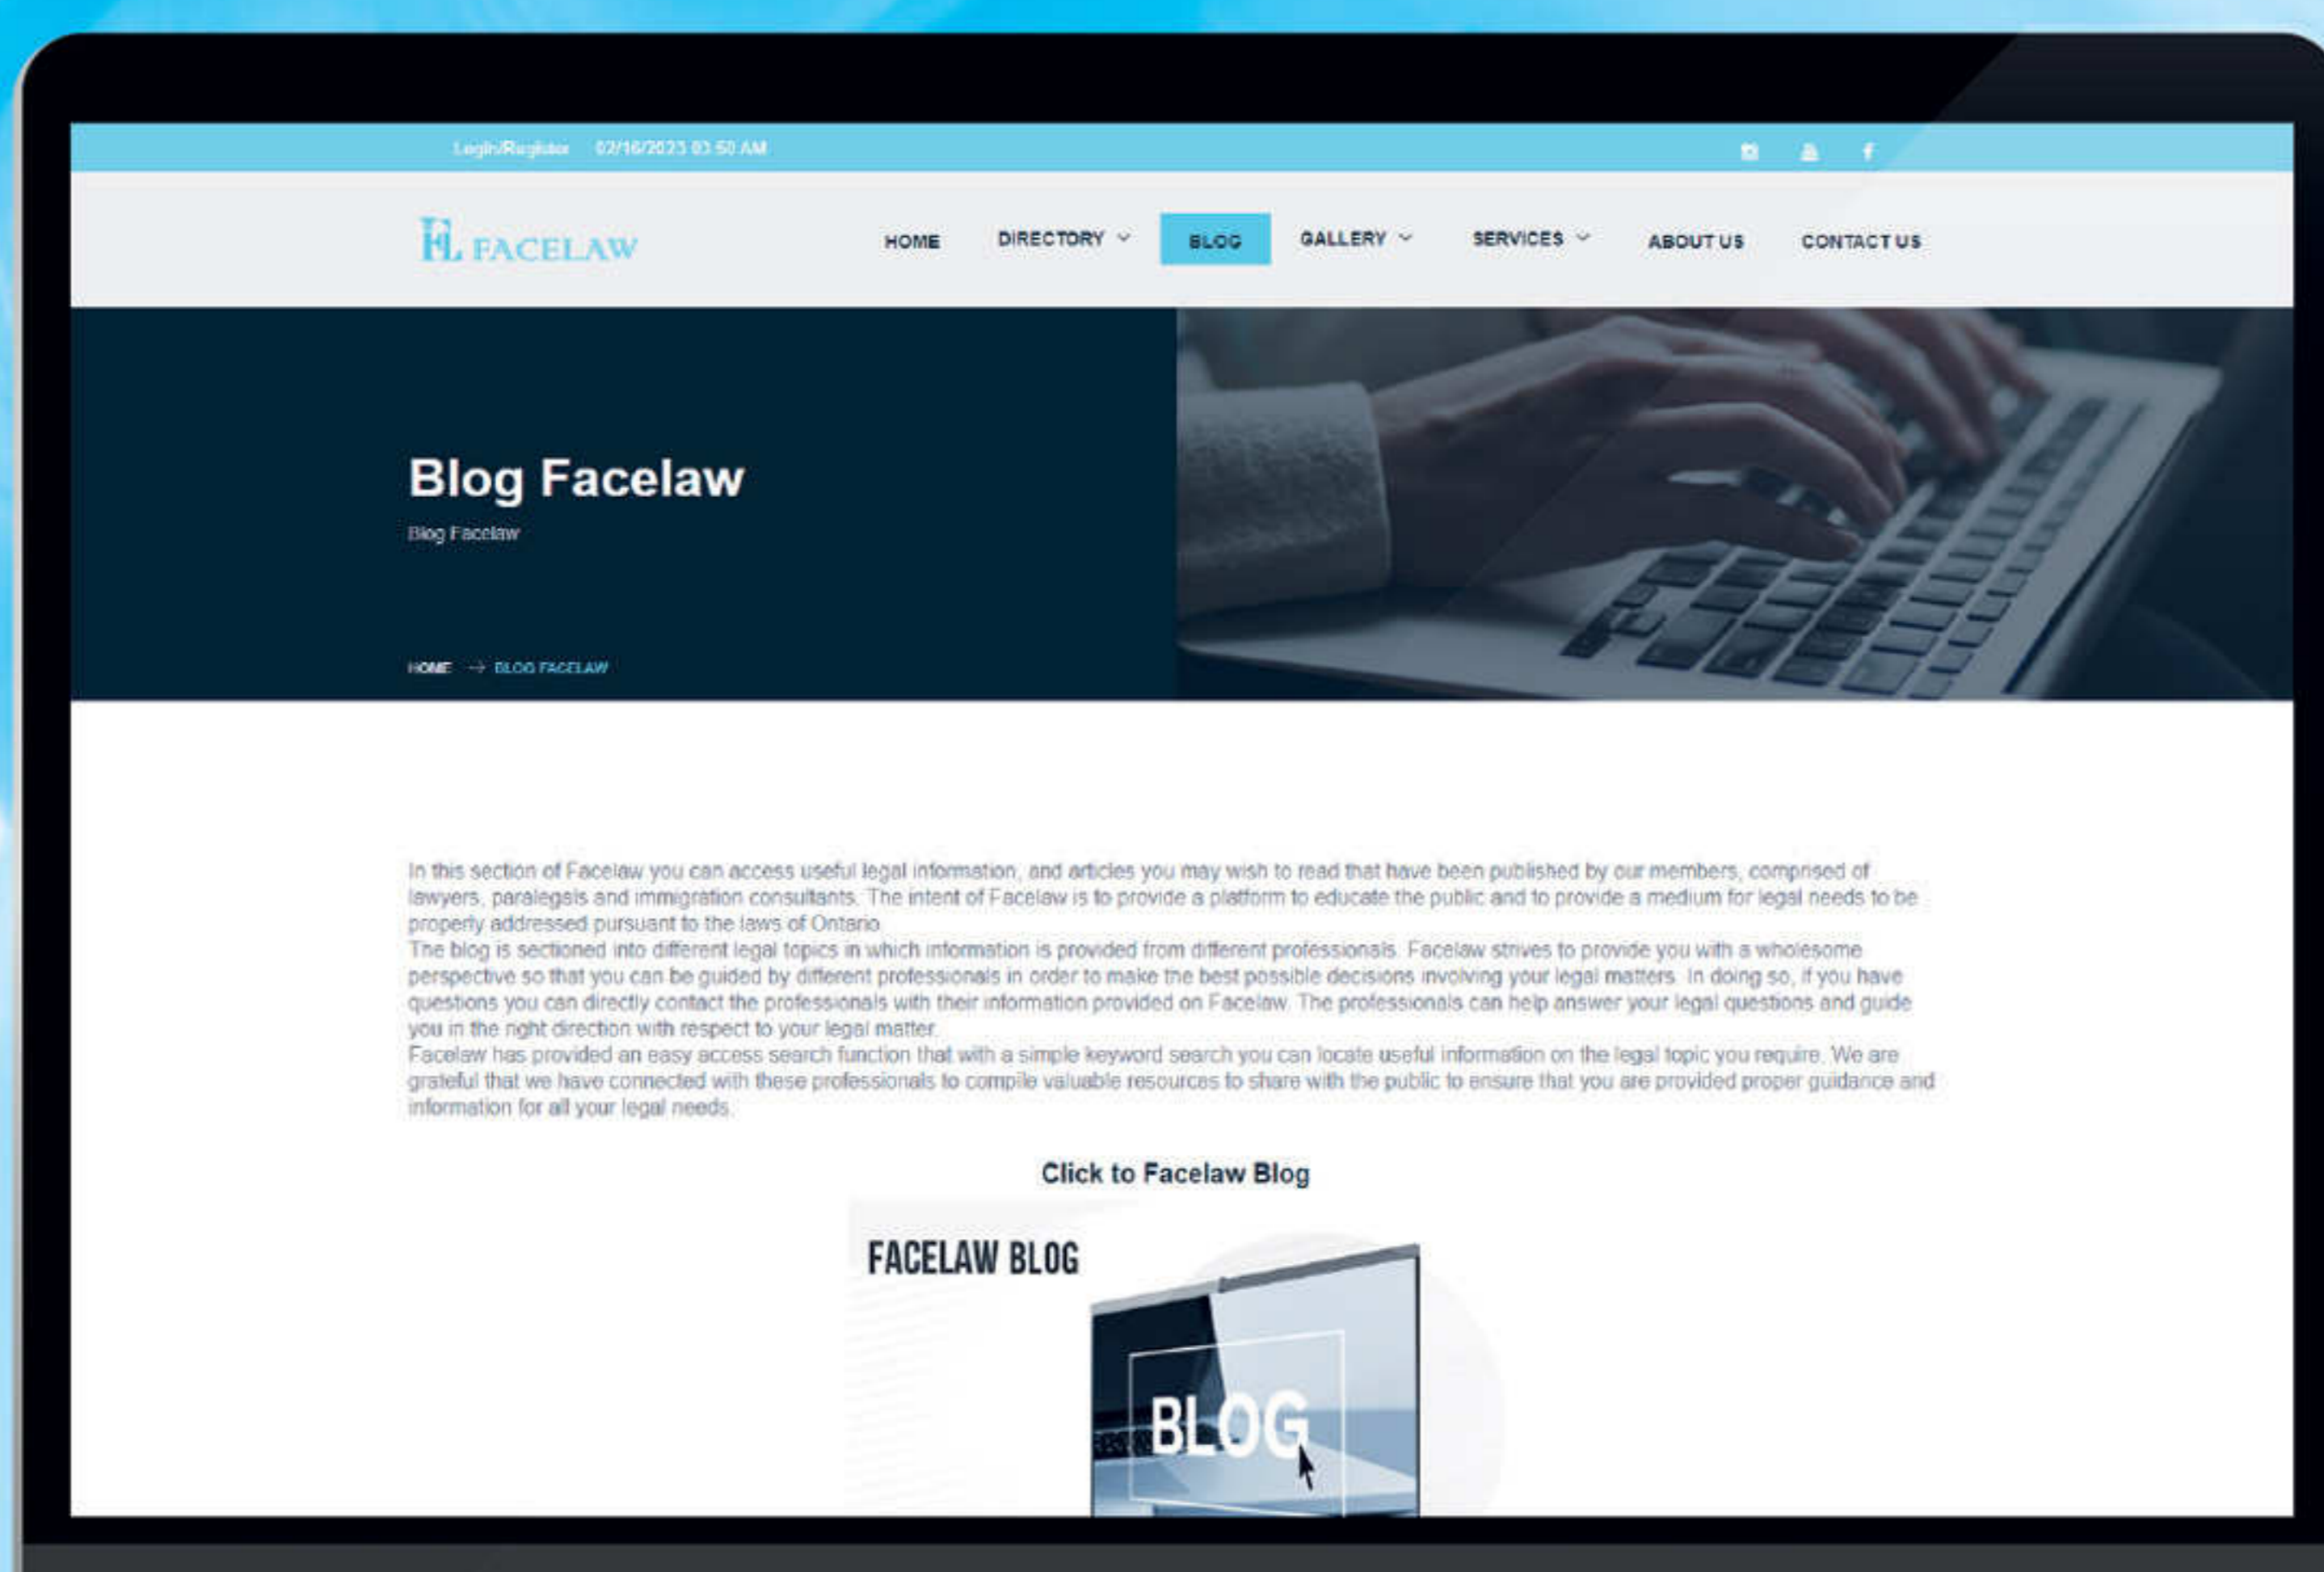 Login/Register 02/16/2023 03:50 AM
FL FACELAW
HOME DIRECTORY BLOG GALLERY SERVICES ABOUT US CONTACT US
Blog Facelaw
Blog Facelaw
HOME → BLOG FACELAW
In this section of Facelaw you can access useful legal information, and articles you may wish to read that have been published by our members, comprised of
lawyers, paralegals and immigration consultants. The intent of Facelaw is to provide a platform to educate the public and to provide a medium for legal needs to be
properly addressed pursuant to the laws of Ontario.
The blog is sectioned into different legal topics in which information is provided from different professionals. Facelaw strives to provide you with a wholesome
perspective so that you can be guided by different professionals in order to make the best possible decisions involving your legal matters. In doing so, if you have
questions you can directly contact the professionals with their information provided on Facelaw. The professionals can help answer your legal questions and guide
you in the right direction with respect to your legal matter.
Facelaw has provided an easy access search function that with a simple keyword search you can locate useful information on the legal topic you require. We are
grateful that we have connected with these professionals to compile valuable resources to share with the public to ensure that you are provided proper guidance and
information for all your legal needs.
Click to Facelaw Blog
FACELAW BLOG
BLOG